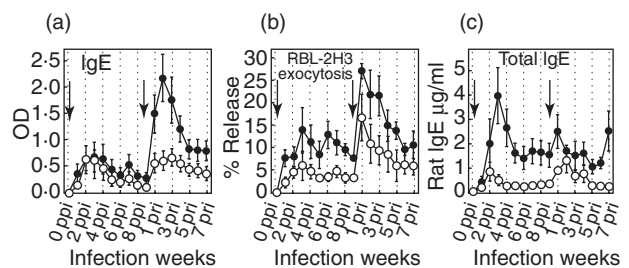 (a)
IgE
OD
2·5
2·0
1·5
1·0
0·5
0·0
0 ppi
2 ppi
4 ppi
6 ppi
8 ppi
1 pri
3 pri
5 pri
7 pri
Infection weeks
(b)
RBL-2H3
exocytosis
% Release
30
25
20
15
10
5
0
0 ppi
2 ppi
4 ppi
6 ppi
8 ppi
1 pri
3 pri
5 pri
7 pri
Infection weeks
(c)
Total IgE
Rat IgE µg/ml
5
4
3
2
1
0
0 ppi
2 ppi
4 ppi
6 ppi
8 ppi
1 pri
3 pri
5 pri
7 pri
Infection weeks